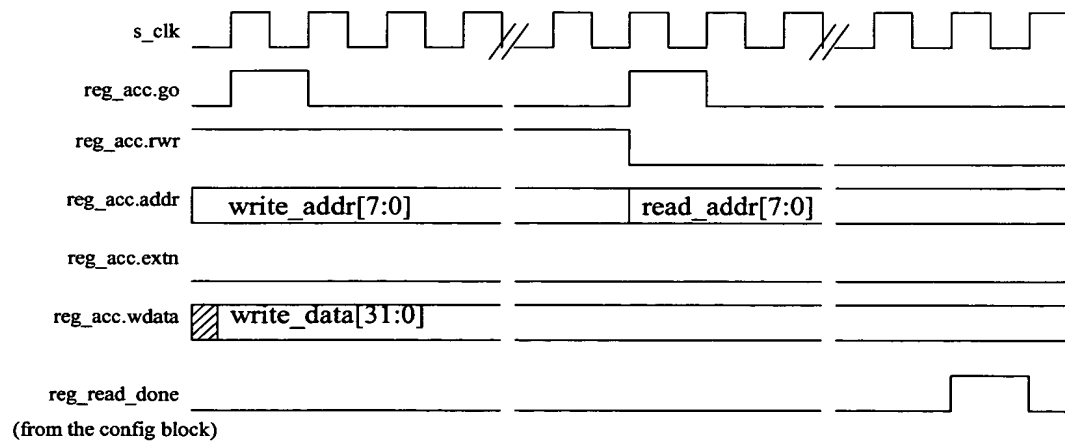 s_clk
reg_acc.go
reg_acc.rwr
reg_acc.addr
write_addr[7:0]
read_addr[7:0]
reg_acc.extn
reg_acc.wdata
write_data[31:0]
reg_read_done
(from the config block)